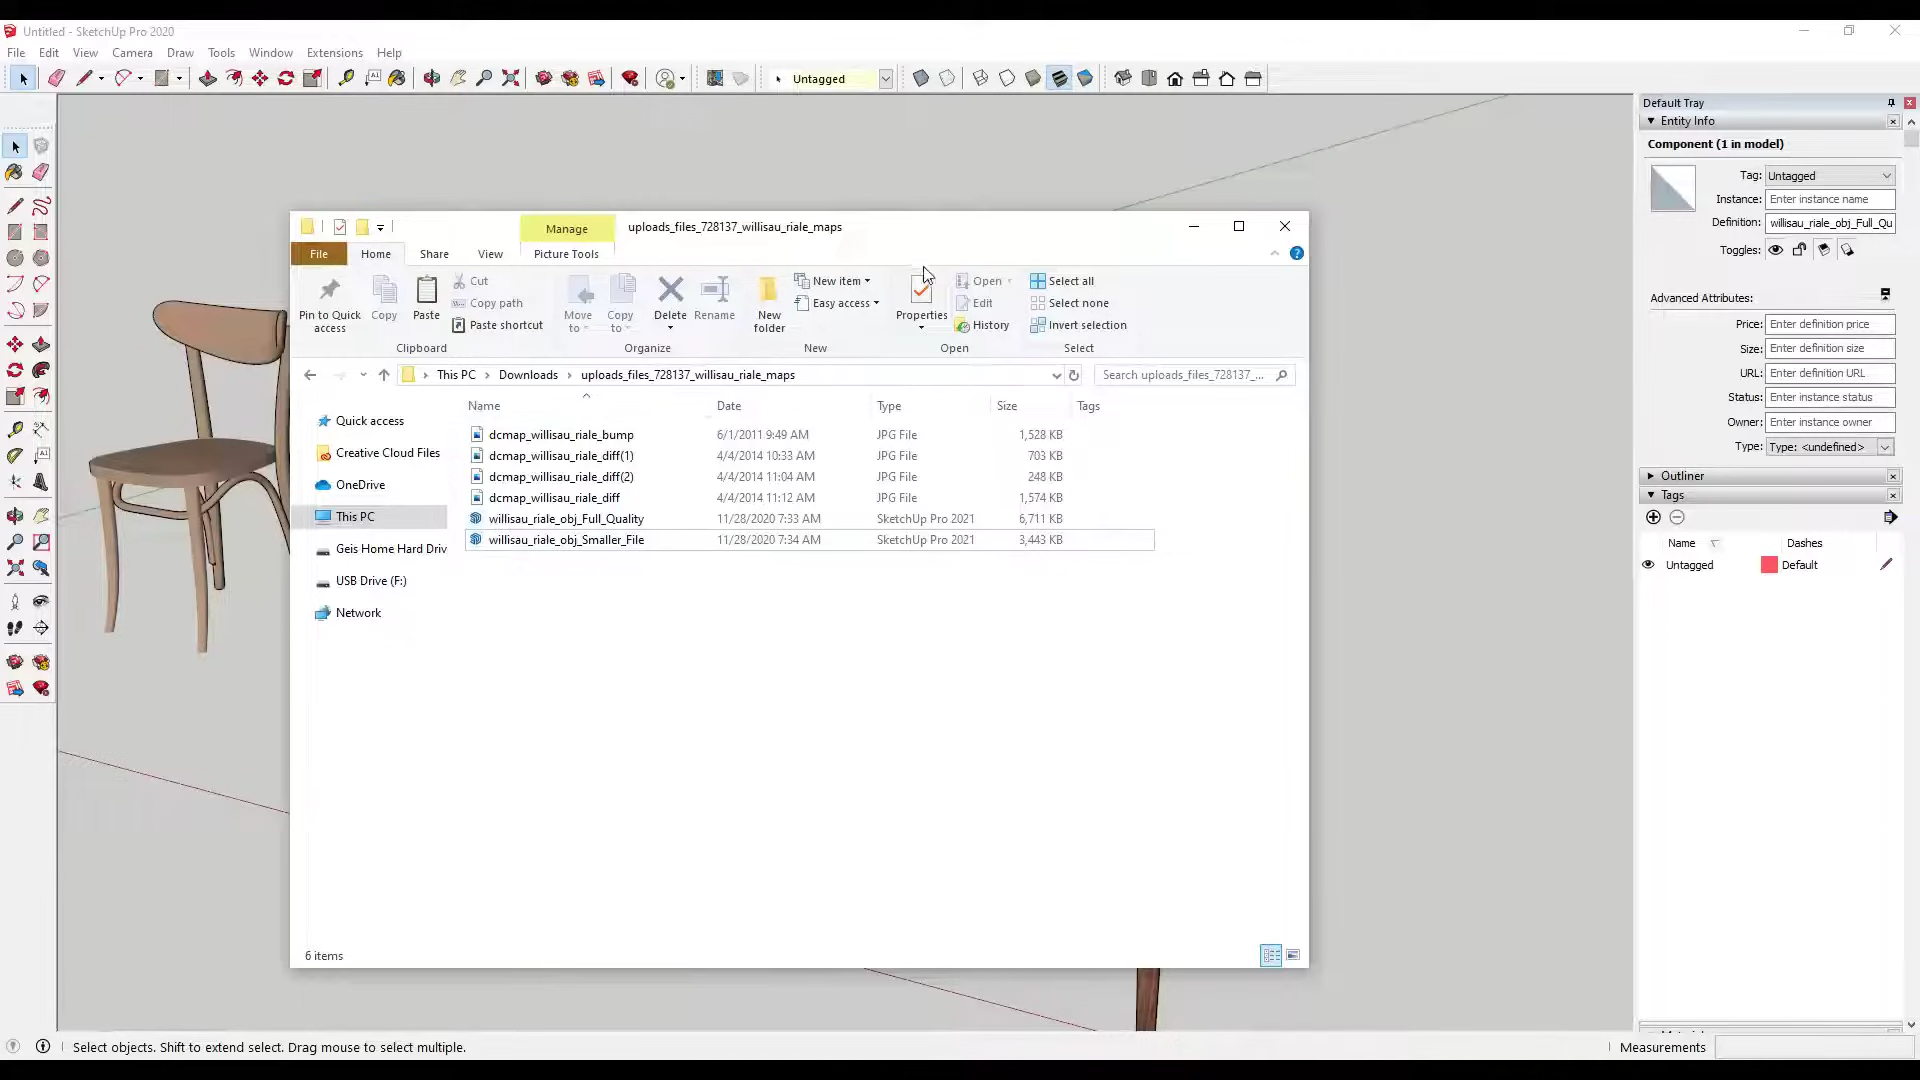 Untitled - SketchUp Pro 2020
File Edit View Camera Draw Tools Window Extensions Help
Untagged
Default Tray
Entity Info
Component (1 in model)
Tag: Untagged
Instance: Enter instance name
Definition: willisau_riale_obj_Full_Qu
Toggles:
Advanced Attributes:
Price: Enter definition price
Size: Enter definition size
URL: Enter definition URL
Status: Enter instance status
Owner: Enter instance owner
Type: Type: <undefined>
Outliner
Tags
Name Dashes
Untagged Default
Manage uploads_files_728137_willisau_riale_maps
File Home Share View Picture Tools
Pin to Quick access
Copy
Paste
Cut
Copy path
Paste shortcut
Clipboard
Move to
Copy to
Delete
Rename
Organize
New folder
New item
Easy access
New
Properties
Open
Edit
History
Open
Select all
Select none
Invert selection
Select
This PC > Downloads > uploads_files_728137_willisau_riale_maps
Search uploads_files_728137_...
Quick access
Creative Cloud Files
OneDrive
This PC
Geis Home Hard Driv
USB Drive (F:)
Network
Name Date Type Size Tags
dcmap_willisau_riale_bump 6/1/2011 9:49 AM JPG File 1,528 KB
dcmap_willisau_riale_diff(1) 4/4/2014 10:33 AM JPG File 703 KB
dcmap_willisau_riale_diff(2) 4/4/2014 11:04 AM JPG File 248 KB
dcmap_willisau_riale_diff 4/4/2014 11:12 AM JPG File 1,574 KB
willisau_riale_obj_Full_Quality 11/28/2020 7:33 AM SketchUp Pro 2021 6,711 KB
willisau_riale_obj_Smaller_File 11/28/2020 7:34 AM SketchUp Pro 2021 3,443 KB
6 items
Select objects. Shift to extend select. Drag mouse to select multiple.
Measurements